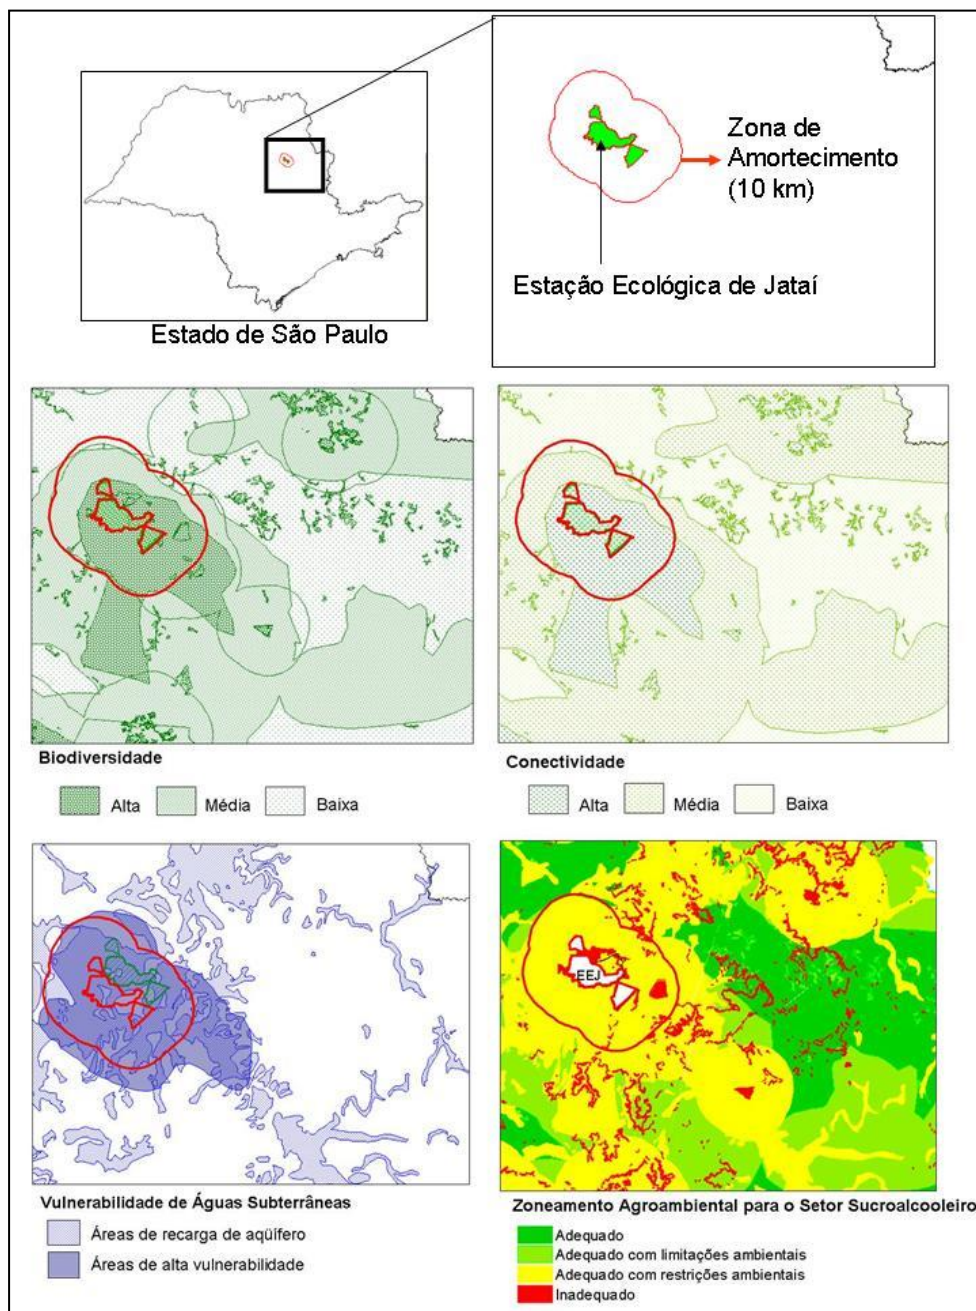 Zona de
Amortecimento
(10 km)
Estação Ecológica de Jataí
Estado de São Paulo
Biodiversidade
Alta
Média
Baixa
Conectividade
Alta
Média
Baixa
Vulnerabilidade de Águas Subterrâneas
Áreas de recarga de aqüífero
Áreas de alta vulnerabilidade
EEJ
Zoneamento Agroambiental para o Setor Sucroalcooleiro
Adequado
Adequado com limitações ambientais
Adequado com restrições ambientais
Inadequado